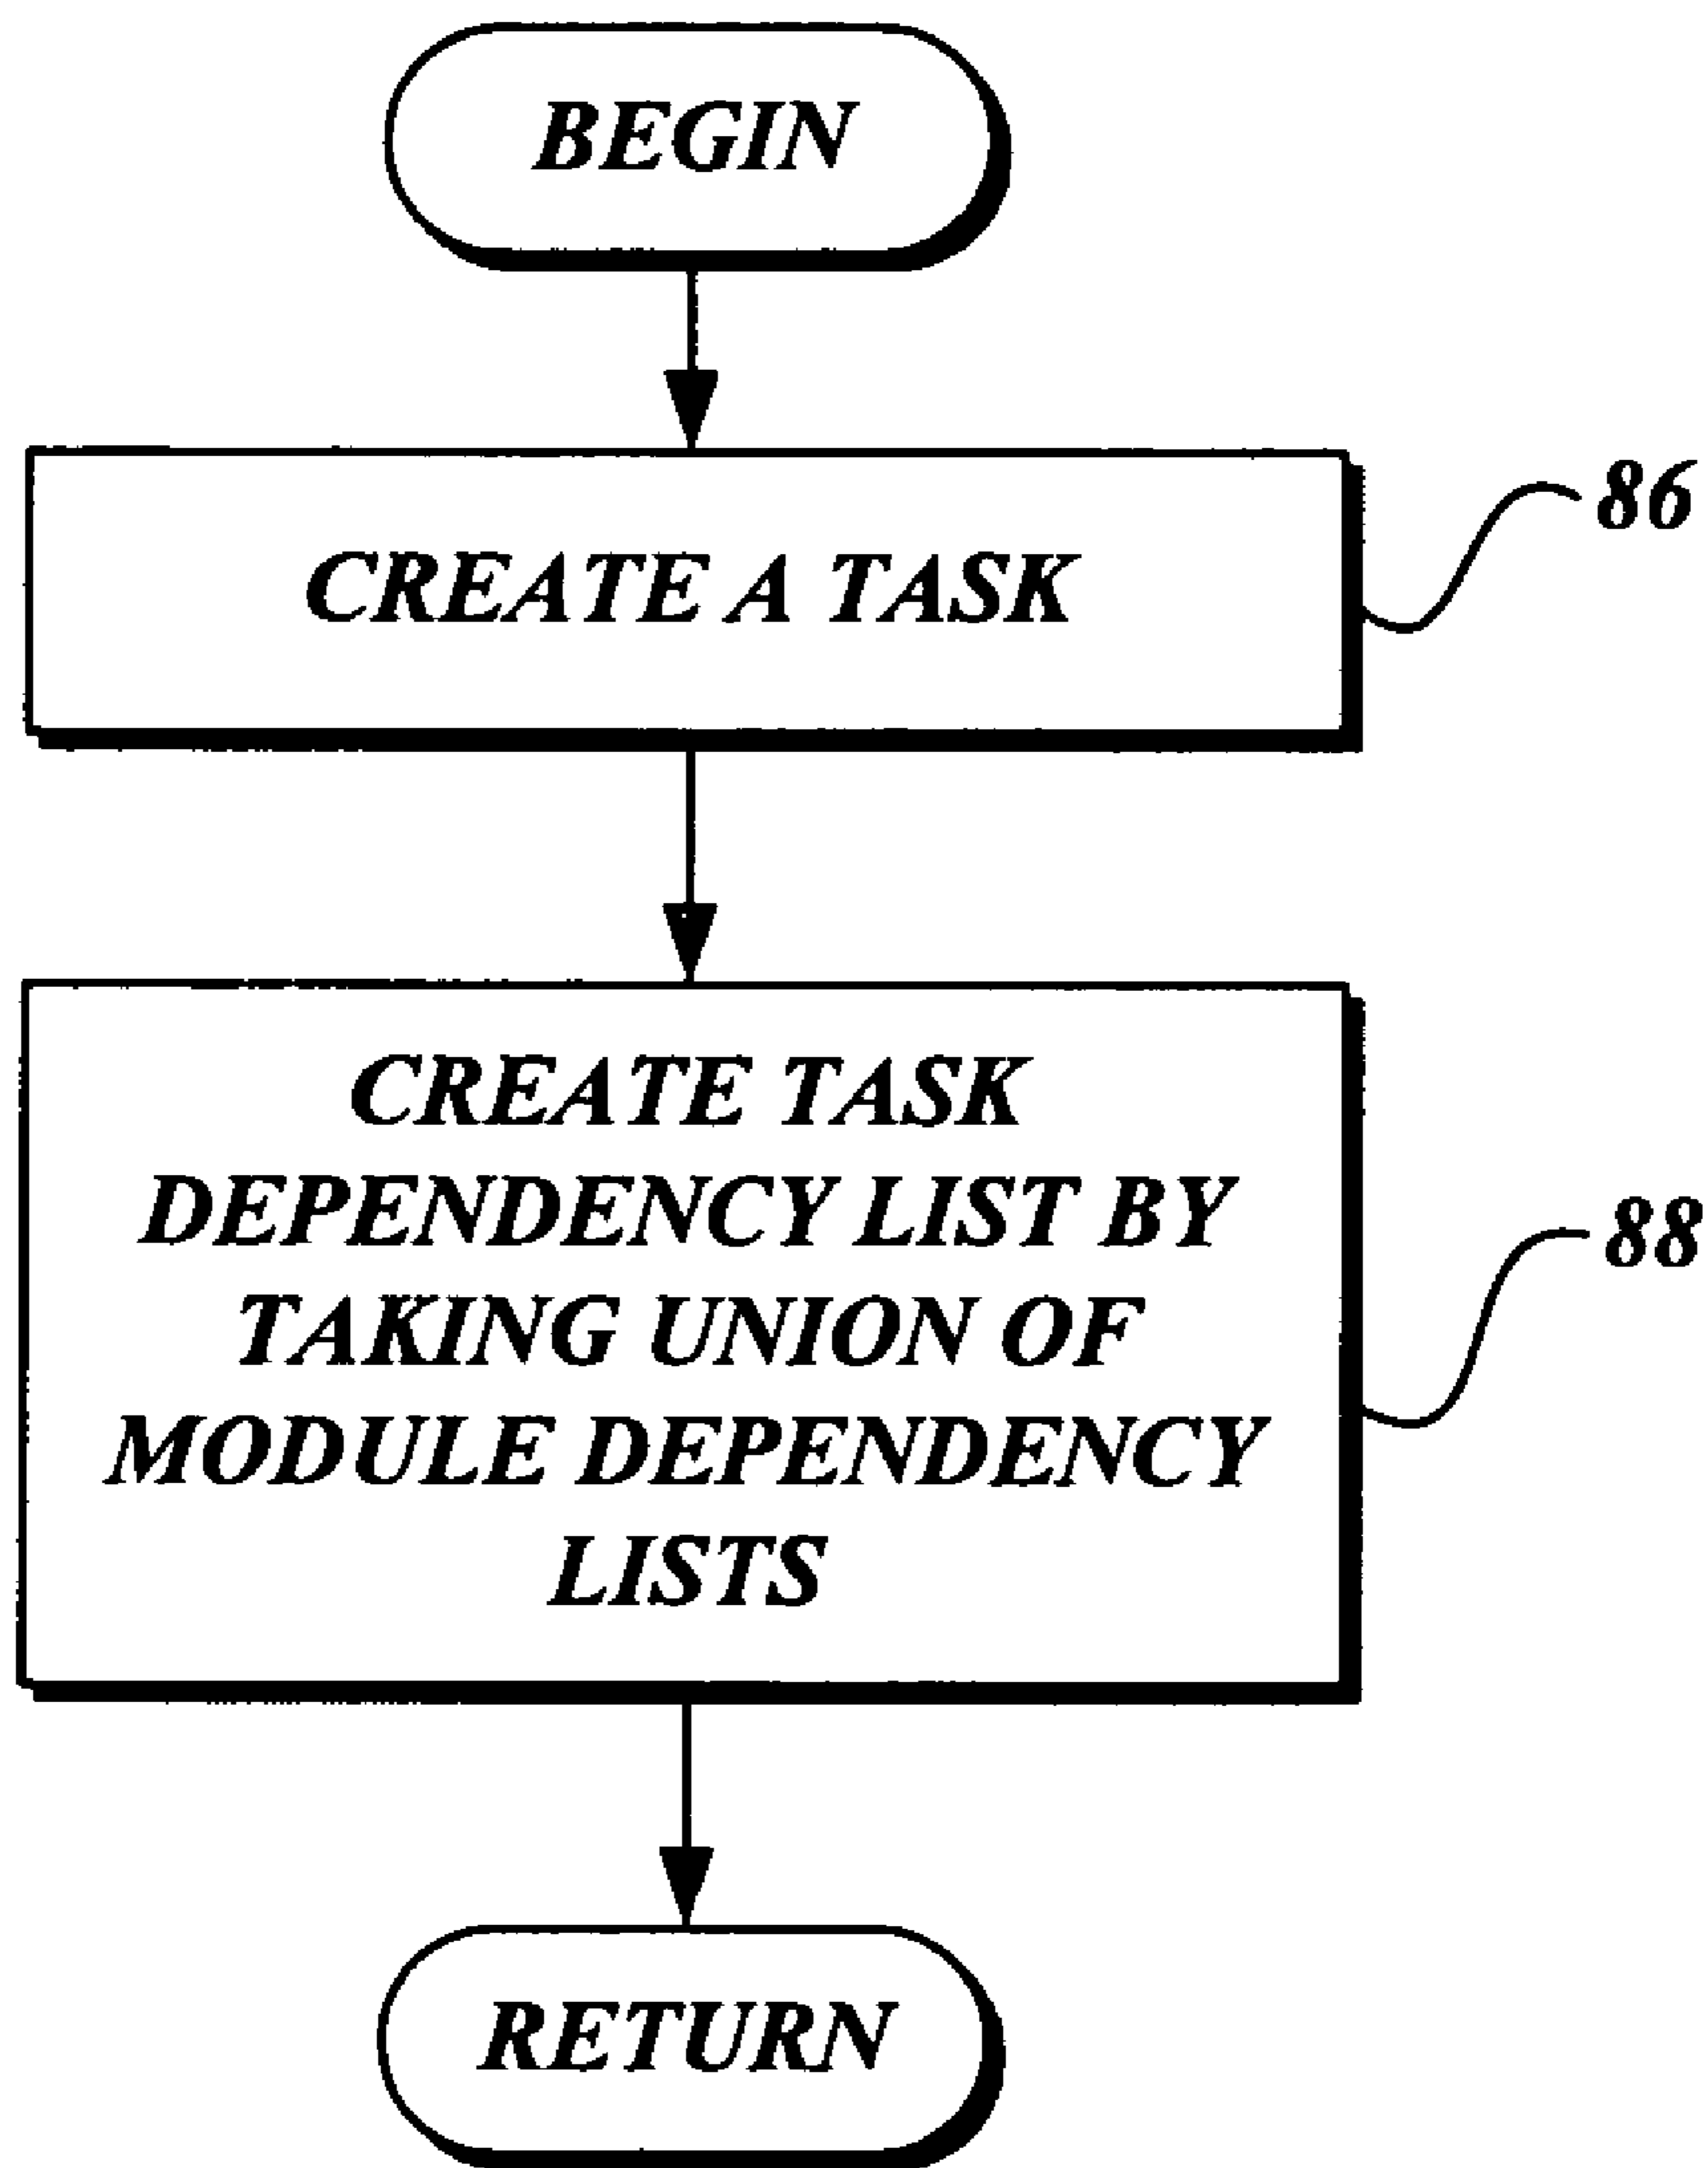 BEGIN
CREATE A TASK
86
CREATE TASK
DEPENDENCY LIST BY
TAKING UNION OF
MODULE DEPENDENCY
LISTS
88
RETURN